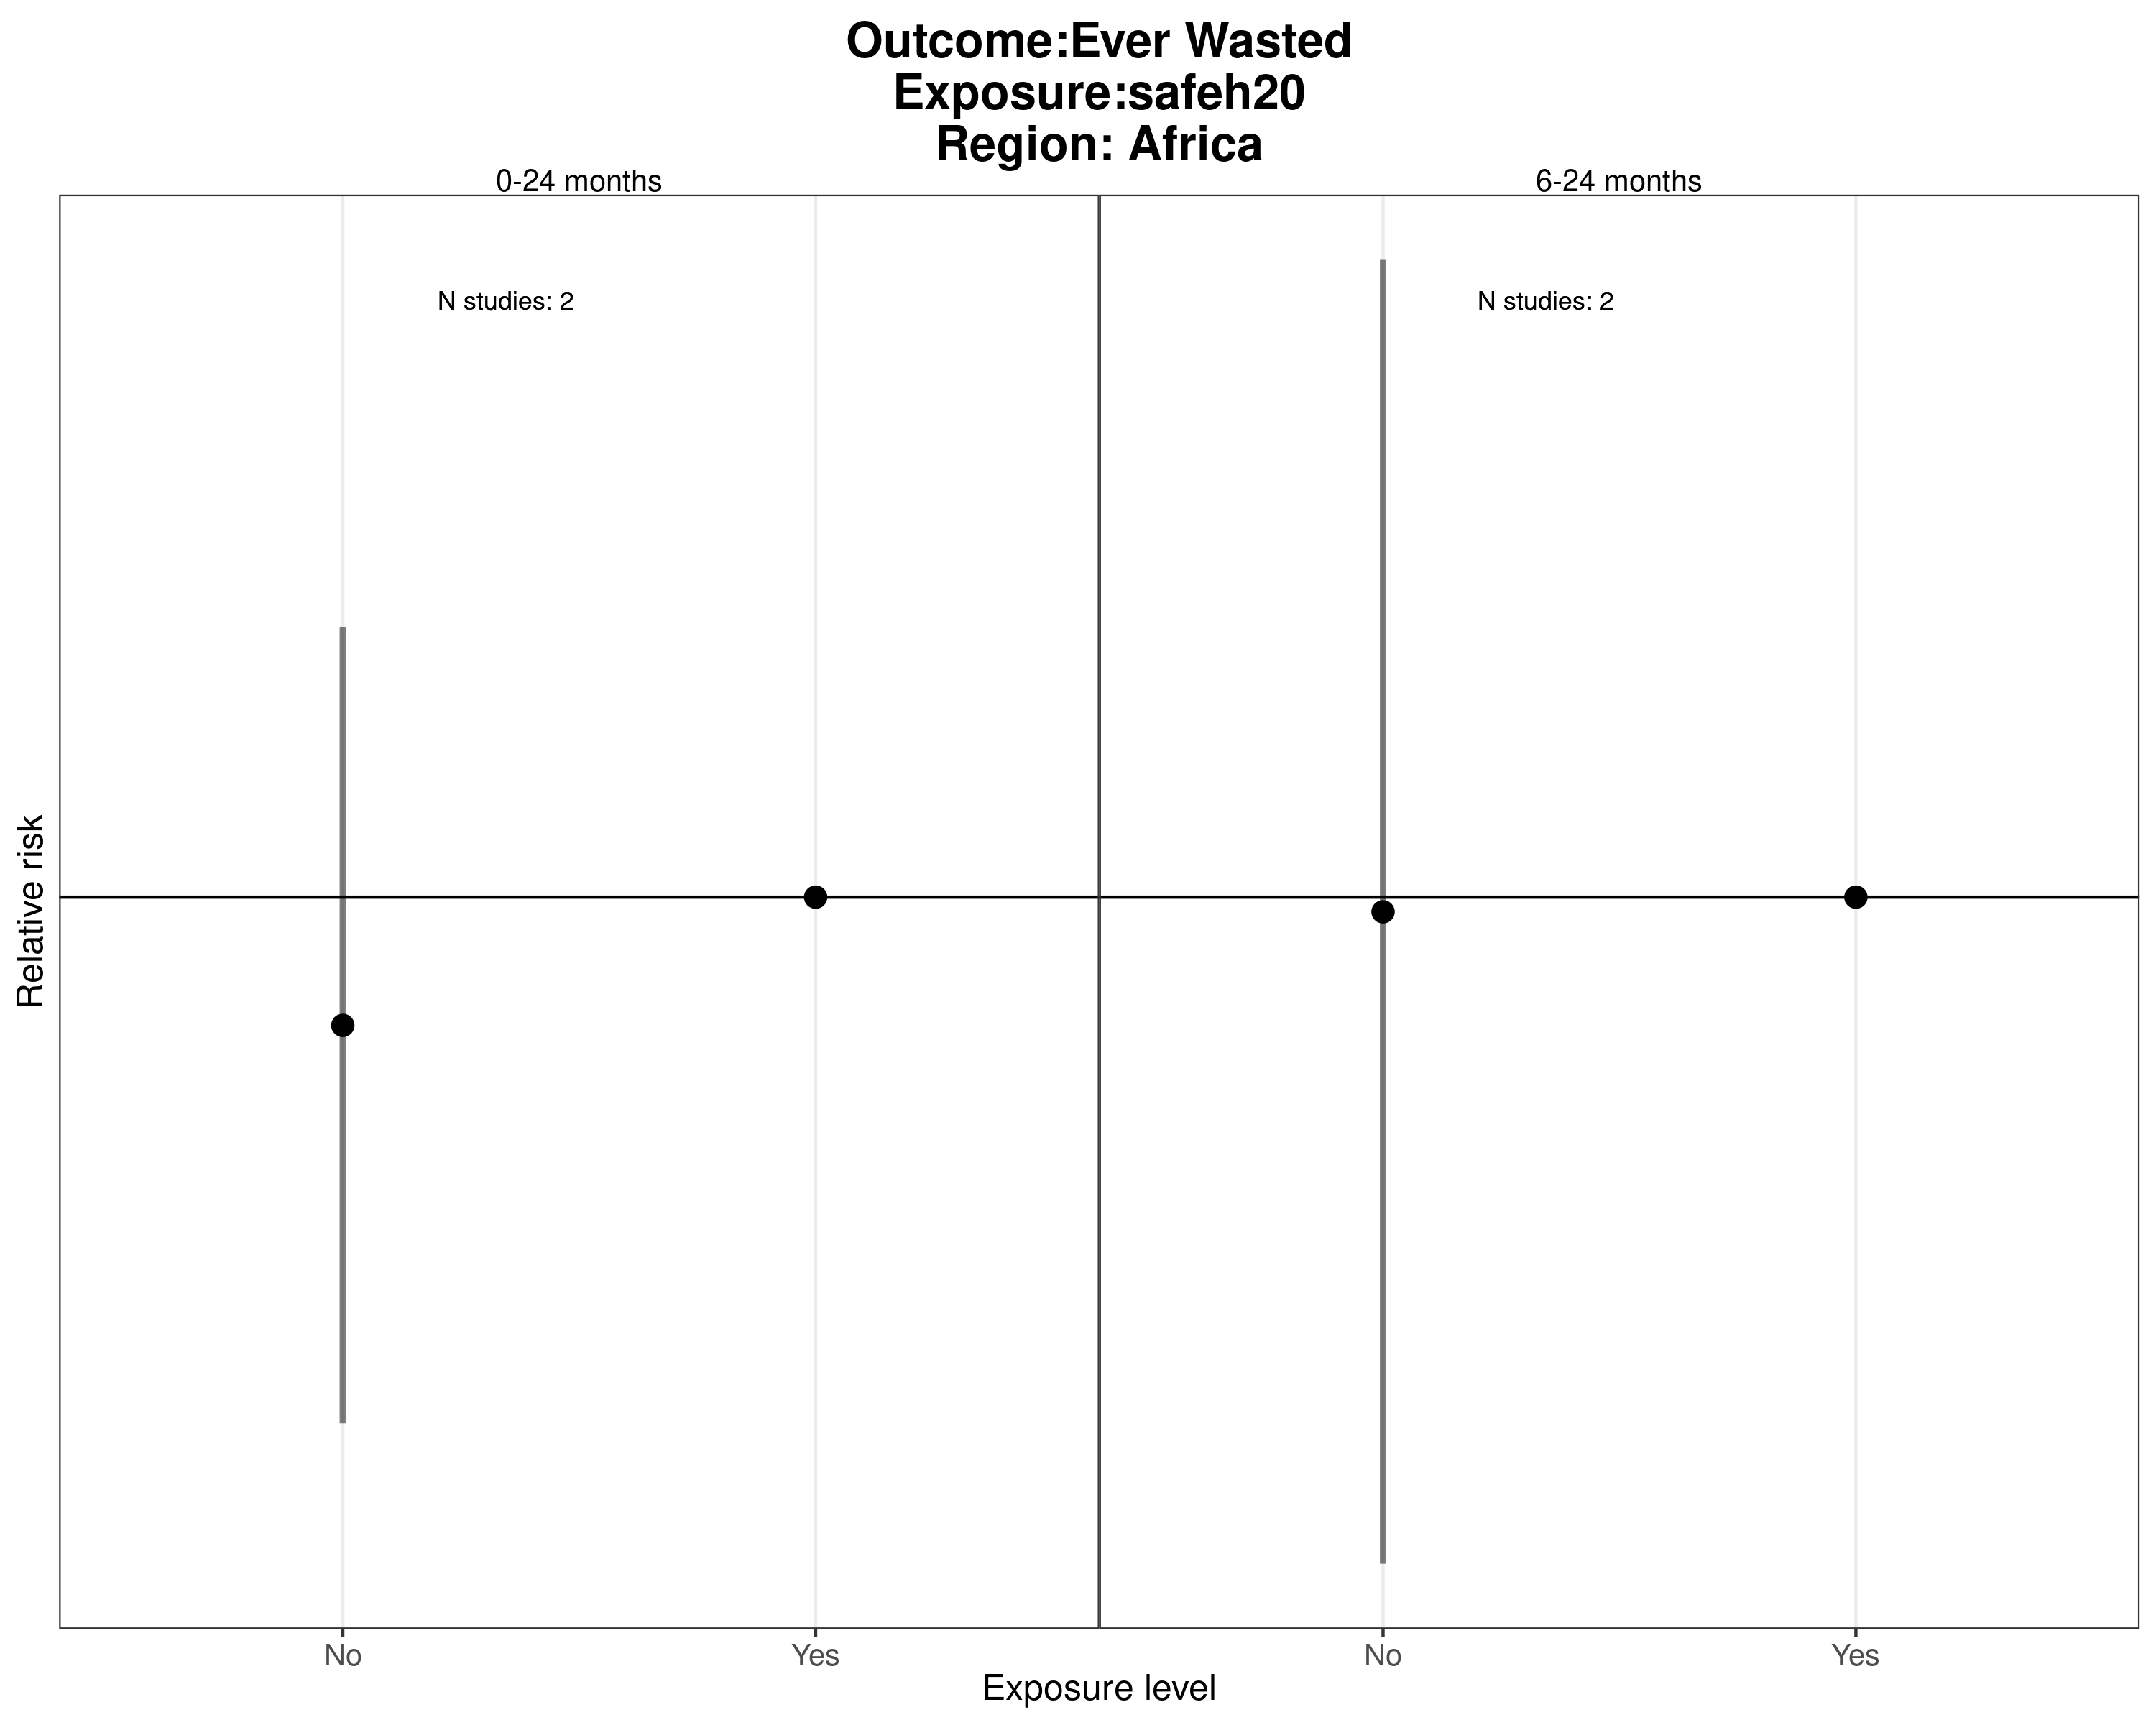 Outcome:Ever Wasted
Exposure:safeh20
Region: Africa
0-24 months
6-24 months
N studies: 2
N studies: 2
Relative risk
No
Yes
No
Yes
Exposure level